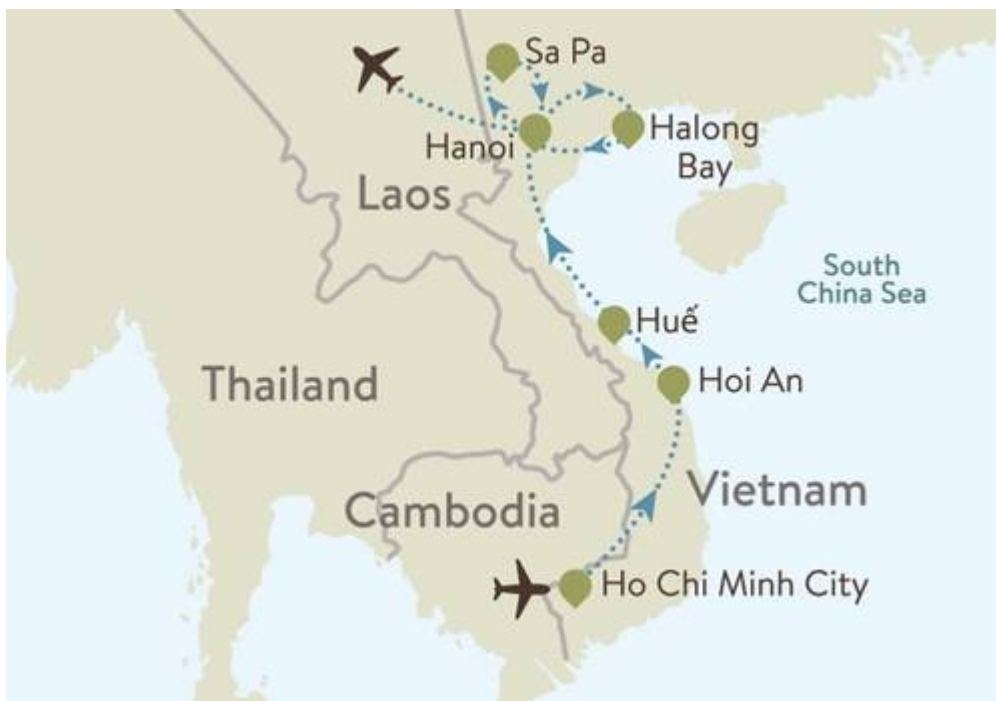 Sa Pa
Hanoi
Halong
Bay
Laos
South
China Sea
Huế
Thailand
Hoi An
Vietnam
Cambodia
Ho Chi Minh City